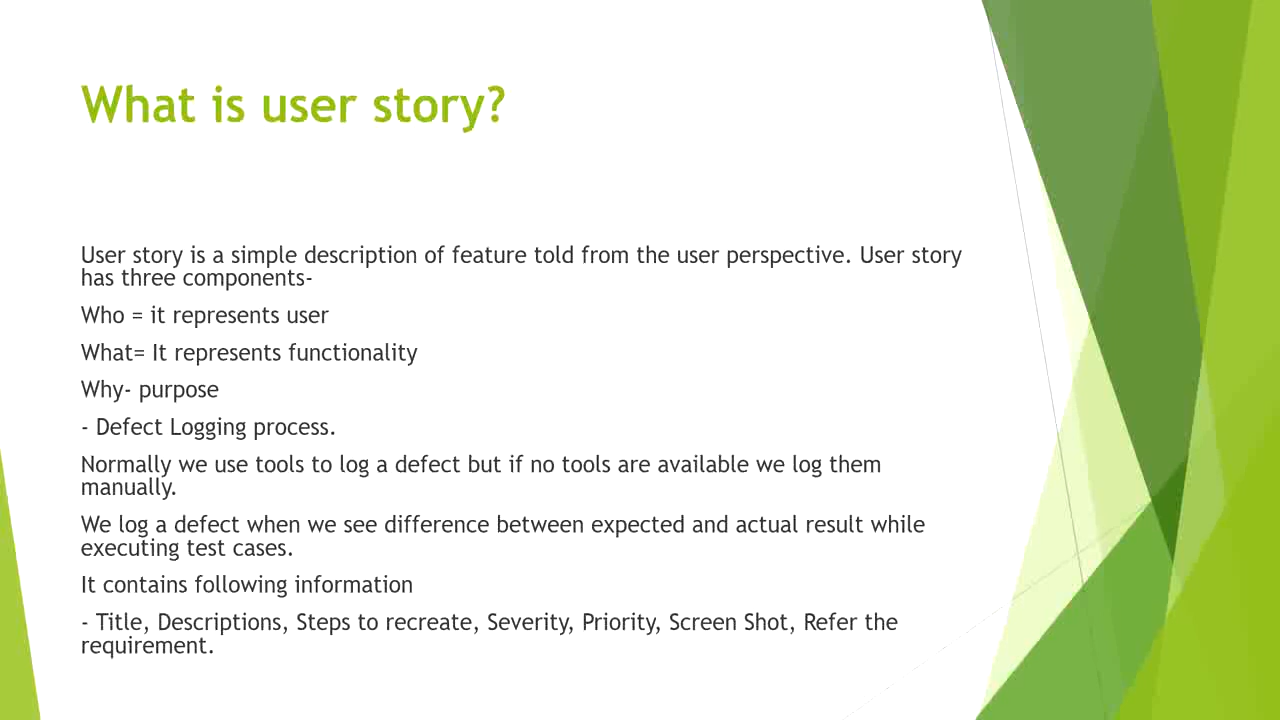 What is user story?
User story is a simple description of feature told from the user perspective. User story
has three components-
Who = it represents user
What= It represents functionality
Why- purpose
- Defect Logging process.
Normally we use tools to log a defect but if no tools are available we log them
manually.
We log a defect when we see difference between expected and actual result while
executing test cases.
It contains following information
- Title, Descriptions, Steps to recreate, Severity, Priority, Screen Shot, Refer the
requirement.